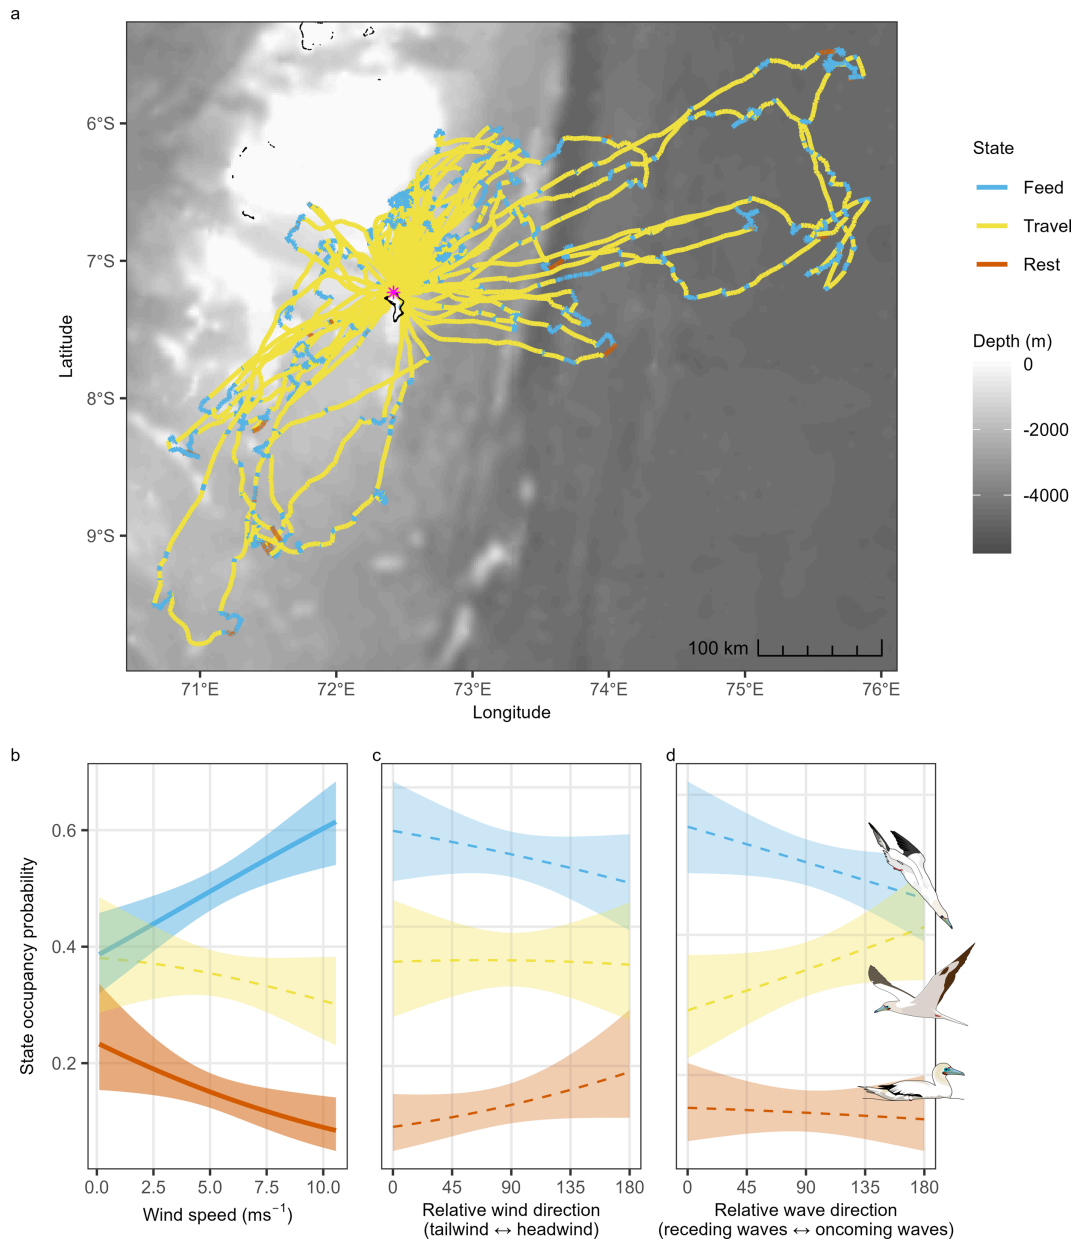 a
6°S
7°S
8°S
9°S
Latitude
71°E
72°E
73°E
74°E
75°E
76°E
Longitude
100 km
State
Feed
Travel
Rest
Depth (m)
0
-2000
-4000
b
c
d
State occupancy probability
0.6
0.4
0.2
0.0
2.5
5.0
7.5
10.0
Wind speed (ms⁻¹)
0
45
90
135
180
Relative wind direction
(tailwind ↔ headwind)
0
45
90
135
180
Relative wave direction
(receding waves ↔ oncoming waves)